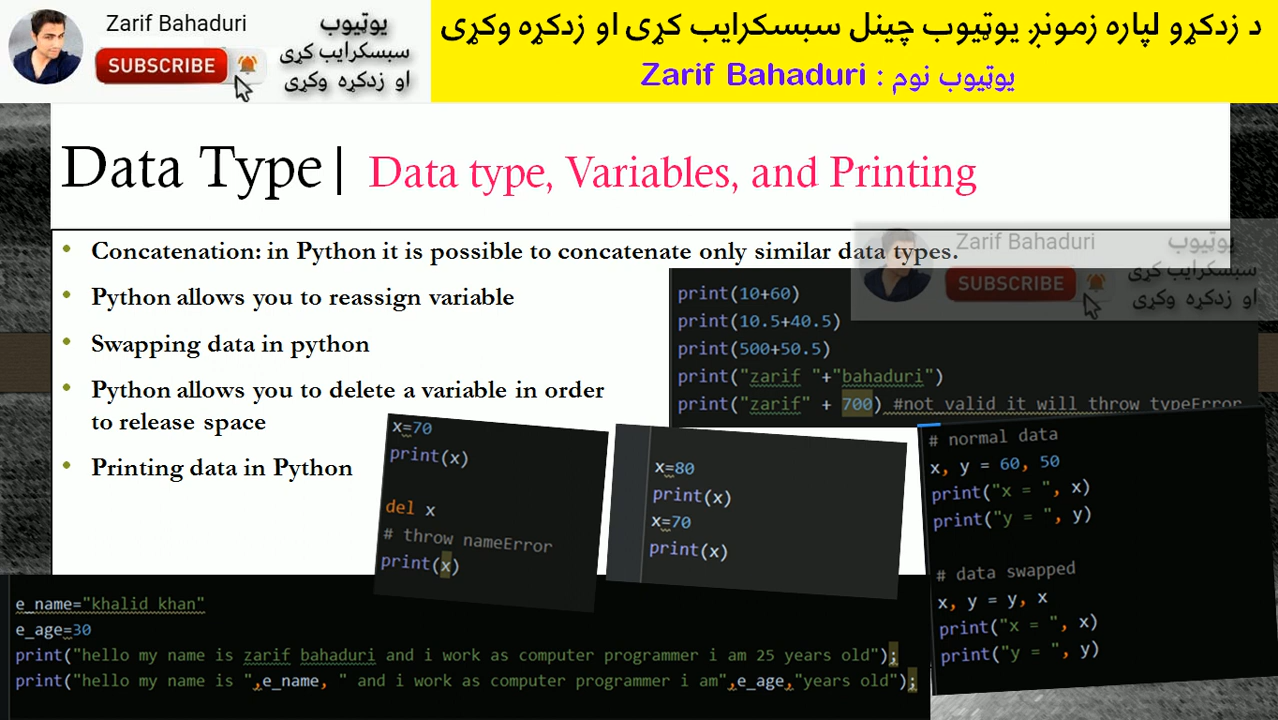 Zarif Bahaduri
SUBSCRIBE
یوټیوب
سبسکرایب کړی
او زدکړه وکړی
د زدکړو لپاره زمونږ یوټیوب چینل سبسکرایب کړی او زدکړه وکړی
یوټیوب نوم : Zarif Bahaduri
Data Type| Data type, Variables, and Printing
• Concatenation: in Python it is possible to concatenate only similar data types.
• Python allows you to reassign variable
• Swapping data in python
• Python allows you to delete a variable in order
to release space
• Printing data in Python
Zarif Bahaduri
SUBSCRIBE
یوټیوب
سبسکرایب کړی
او زدکړه وکړی
print(10+60)
print(10.5+40.5)
print(500+50.5)
print("zarif "+"bahaduri")
print("zarif" + 700) #not valid it will throw typeError
x=70
print(x)
del x
# throw nameError
print(x)
x=80
print(x)
x=70
print(x)
# normal data
x, y = 60, 50
print("x = ", x)
print("y = ", y)
# data swapped
x, y = y, x
print("x = ", x)
print("y = ", y)
e_name="khalid khan"
e_age=30
print("hello my name is zarif bahaduri and i work as computer programmer i am 25 years old");
print("hello my name is ",e_name, " and i work as computer programmer i am",e_age,"years old");